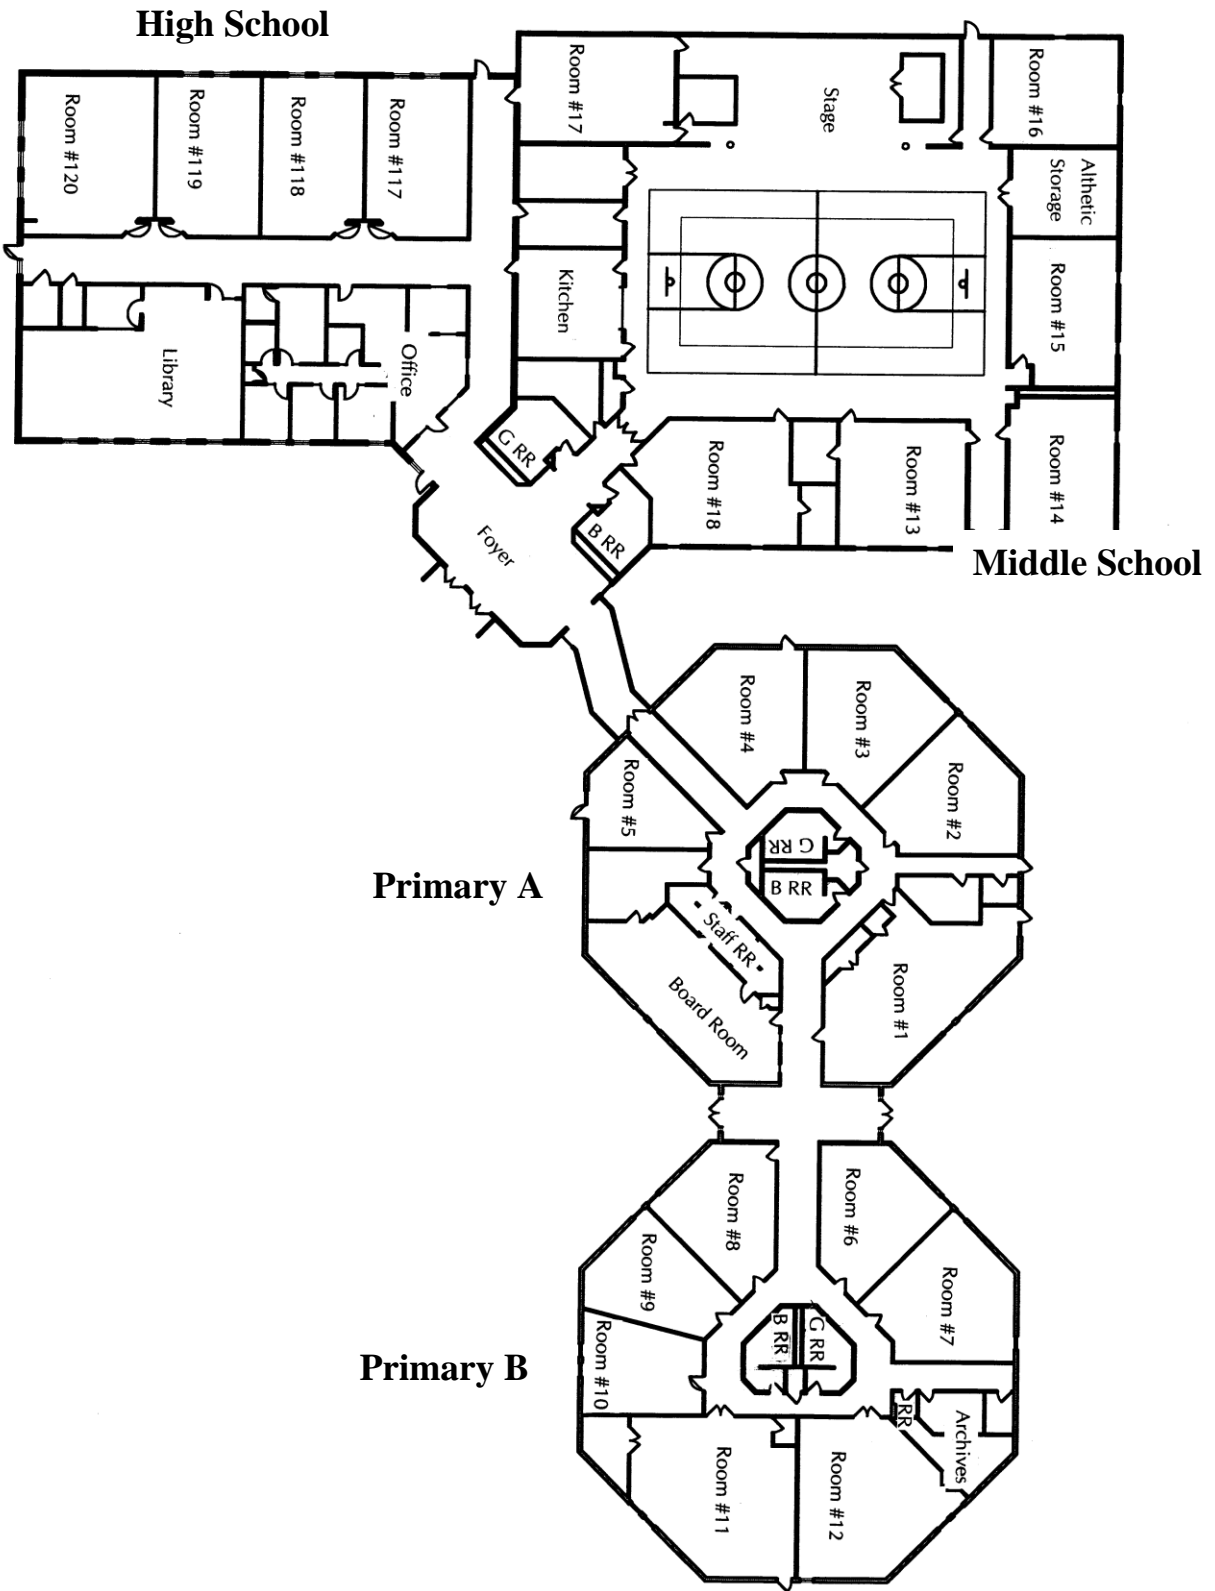 High School
Room #120
Room #119
Room #118
Room #117
Room #17
Stage
Room #16
Althetic
Storage
Room #15
Kitchen
Library
Office
G RR
B RR
Foyer
Room #18
Room #13
Room #14
Middle School
Room #4
Room #3
Room #2
Room #5
G RR
B RR
Primary A
Staff RR
Board Room
Room #1
Room #8
Room #6
Room #9
Room #7
B RR
G RR
Room #10
Primary B
RR
Archives
Room #11
Room #12